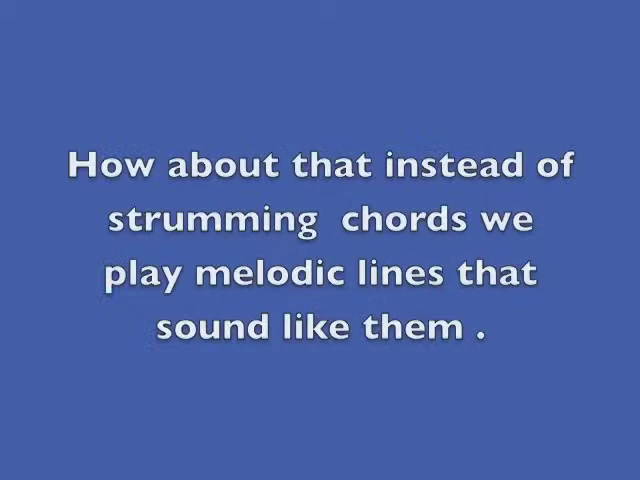 How about that instead of
strumming  chords we
play melodic lines that
sound like them .